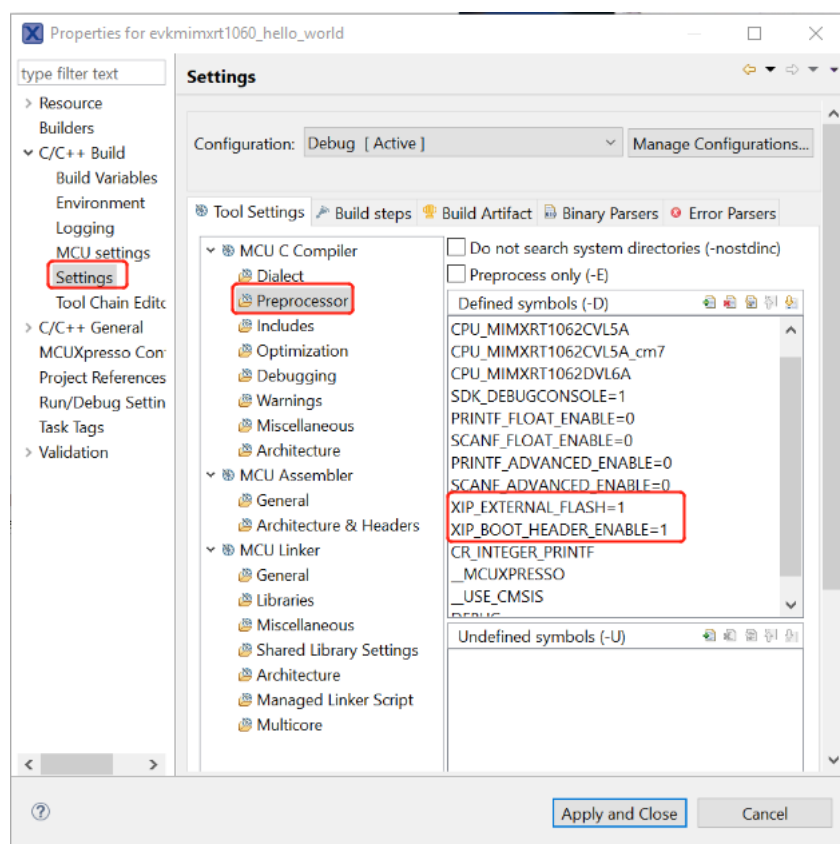 Properties for evkmimxrt1060_hello_world
type filter text
Settings
Resource
Builders
C/C++ Build
Build Variables
Environment
Logging
MCU settings
Settings
Tool Chain Edito
C/C++ General
MCUXpresso Con
Project References
Run/Debug Settin
Task Tags
Validation
Configuration:
Debug [ Active ]
Manage Configurations...
Tool Settings
Build steps
Build Artifact
Binary Parsers
Error Parsers
MCU C Compiler
Dialect
Preprocessor
Includes
Optimization
Debugging
Warnings
Miscellaneous
Architecture
MCU Assembler
General
Architecture & Headers
MCU Linker
General
Libraries
Miscellaneous
Shared Library Settings
Architecture
Managed Linker Script
Multicore
Do not search system directories (-nostdinc)
Preprocess only (-E)
Defined symbols (-D)
CPU_MIMXRT1062CVL5A
CPU_MIMXRT1062CVL5A_cm7
CPU_MIMXRT1062DVL6A
SDK_DEBUGCONSOLE=1
PRINTF_FLOAT_ENABLE=0
SCANF_FLOAT_ENABLE=0
PRINTF_ADVANCED_ENABLE=0
SCANF_ADVANCED_ENABLE=0
XIP_EXTERNAL_FLASH=1
XIP_BOOT_HEADER_ENABLE=1
CR_INTEGER_PRINTF
__MCUXPRESSO
__USE_CMSIS
DEBUG
Undefined symbols (-U)
Apply and Close
Cancel